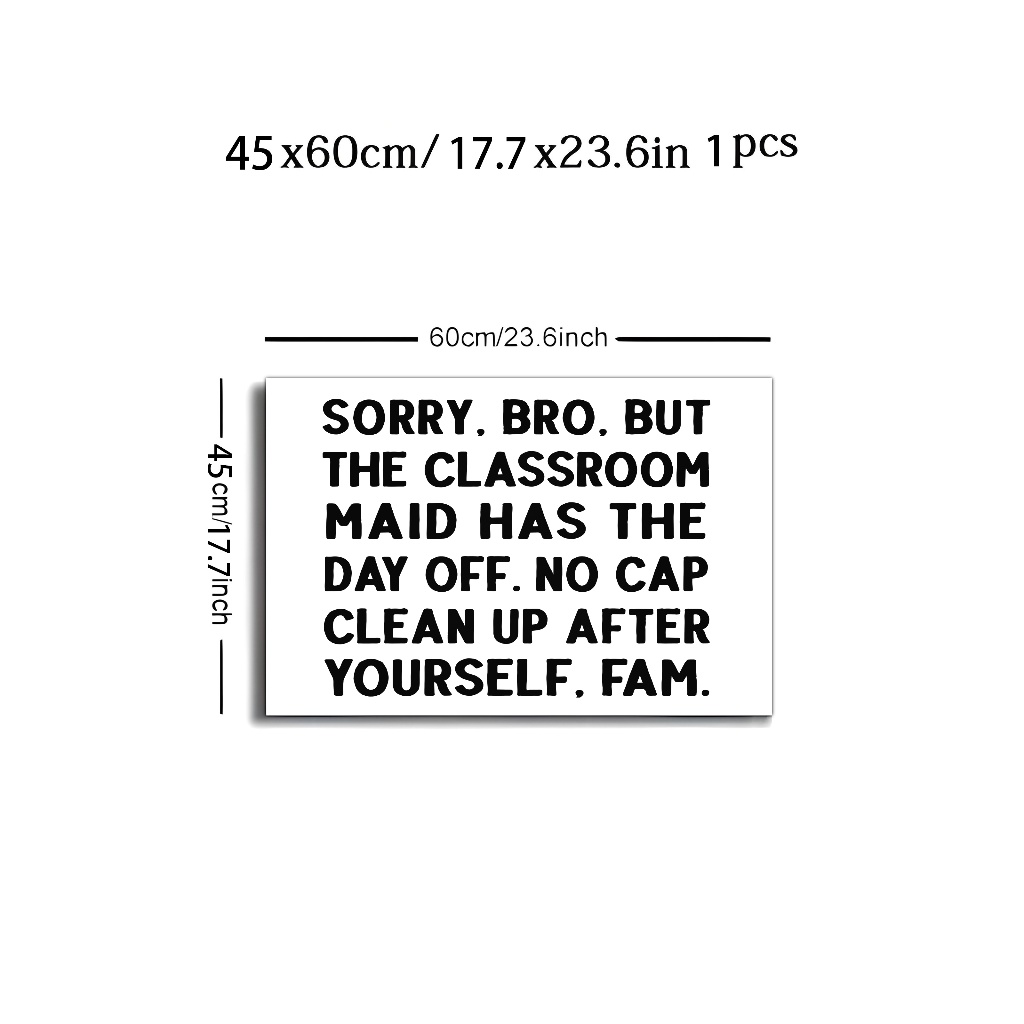 45x60cm/ 17.7x23.6in 1pcs
60cm/23.6inch
45cm/17.7inch
SORRY, BRO, BUT
THE CLASSROOM
MAID HAS THE
DAY OFF. NO CAP
CLEAN UP AFTER
YOURSELF, FAM.